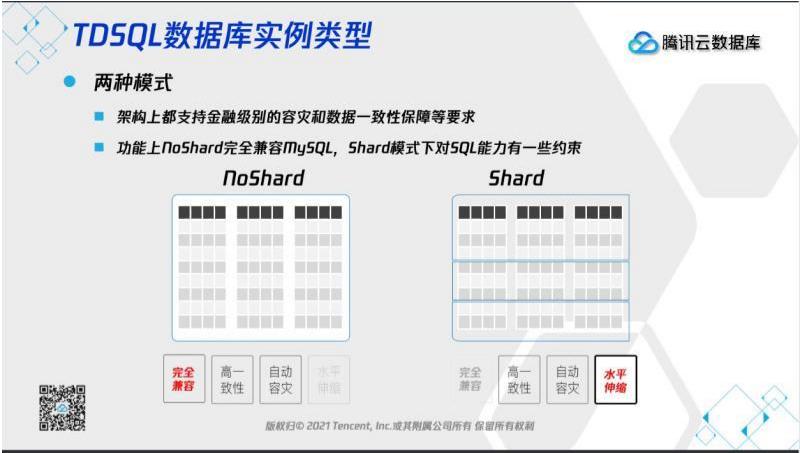 TDSQL数据库实例类型
腾讯云数据库
两种模式
架构上都支持金融级别的容灾和数据一致性保障等要求
功能上NoShard完全兼容MySQL，Shard模式下对SQL能力有一些约束
NoShard
Shard
完全
兼容
高一
致性
自动
容灾
水平
伸缩
完全
兼容
高一
致性
自动
容灾
水平
伸缩
版权归© 2021 Tencent, Inc.或其附属公司所有 保留所有权利